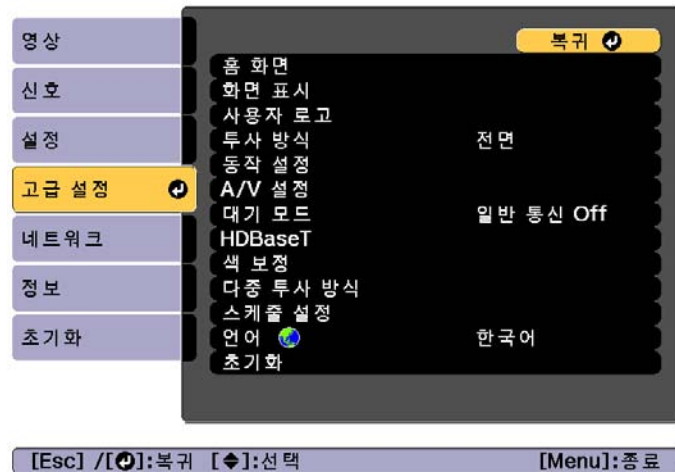 영상
신호
설정
고급 설정
네트워크
정보
초기화
복귀
홈 화면
화면 표시
사용자 로고
투사 방식 전면
동작 설정
A/V 설정
대기 모드 일반 통신 Off
HDBaseT
색 보정
다중 투사 방식
스케줄 설정
언어 한국어
초기화
[Esc] /[⏎]:복귀 [◆]:선택 [Menu]:종료